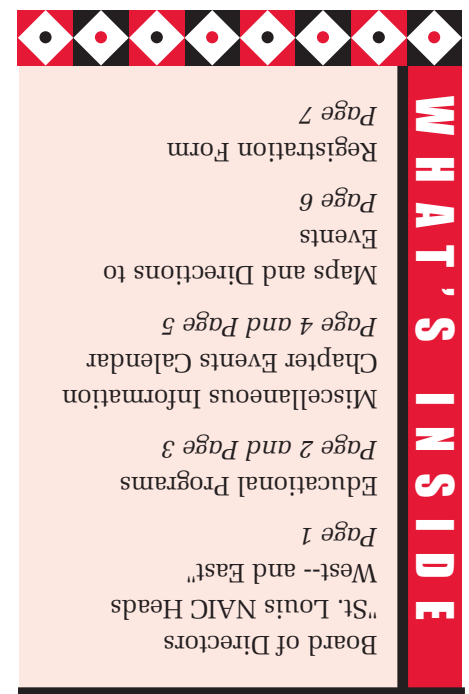 WHAT'S INSIDE
Board of Directors
"St. Louis NAIC Heads
West-- and East"
Page 1
Educational Programs
Page 2 and Page 3
Miscellaneous Information
Chapter Events Calendar
Page 4 and Page 5
Maps and Directions to
Events
Page 6
Registration Form
Page 7